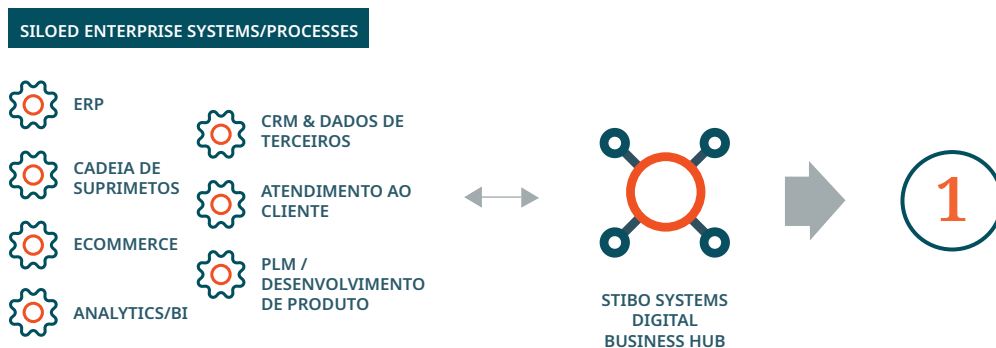 SILOED ENTERPRISE SYSTEMS/PROCESSES
ERP
CADEIA DE
SUPRIMETOS
ECOMMERCE
ANALYTICS/BI
CRM & DADOS DE
TERCEIROS
ATENDIMENTO AO
CLIENTE
PLM /
DESENVOLVIMENTO
DE PRODUTO
STIBO SYSTEMS
DIGITAL
BUSINESS HUB
1